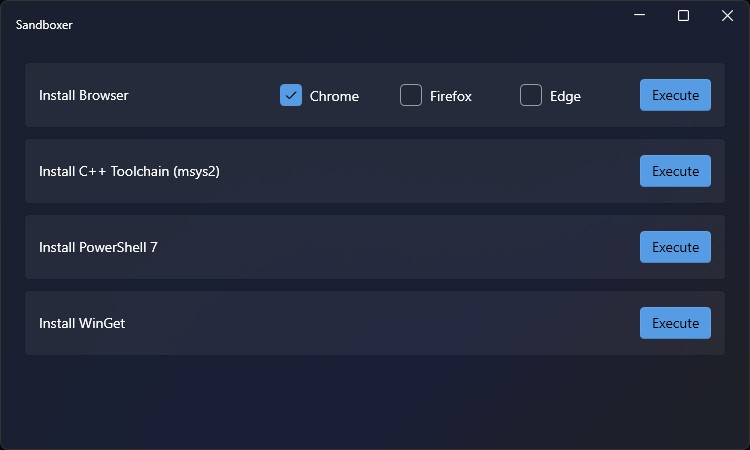 Sandboxer
Install Browser Chrome Firefox Edge Execute
Install C++ Toolchain (msys2) Execute
Install PowerShell 7 Execute
Install WinGet Execute